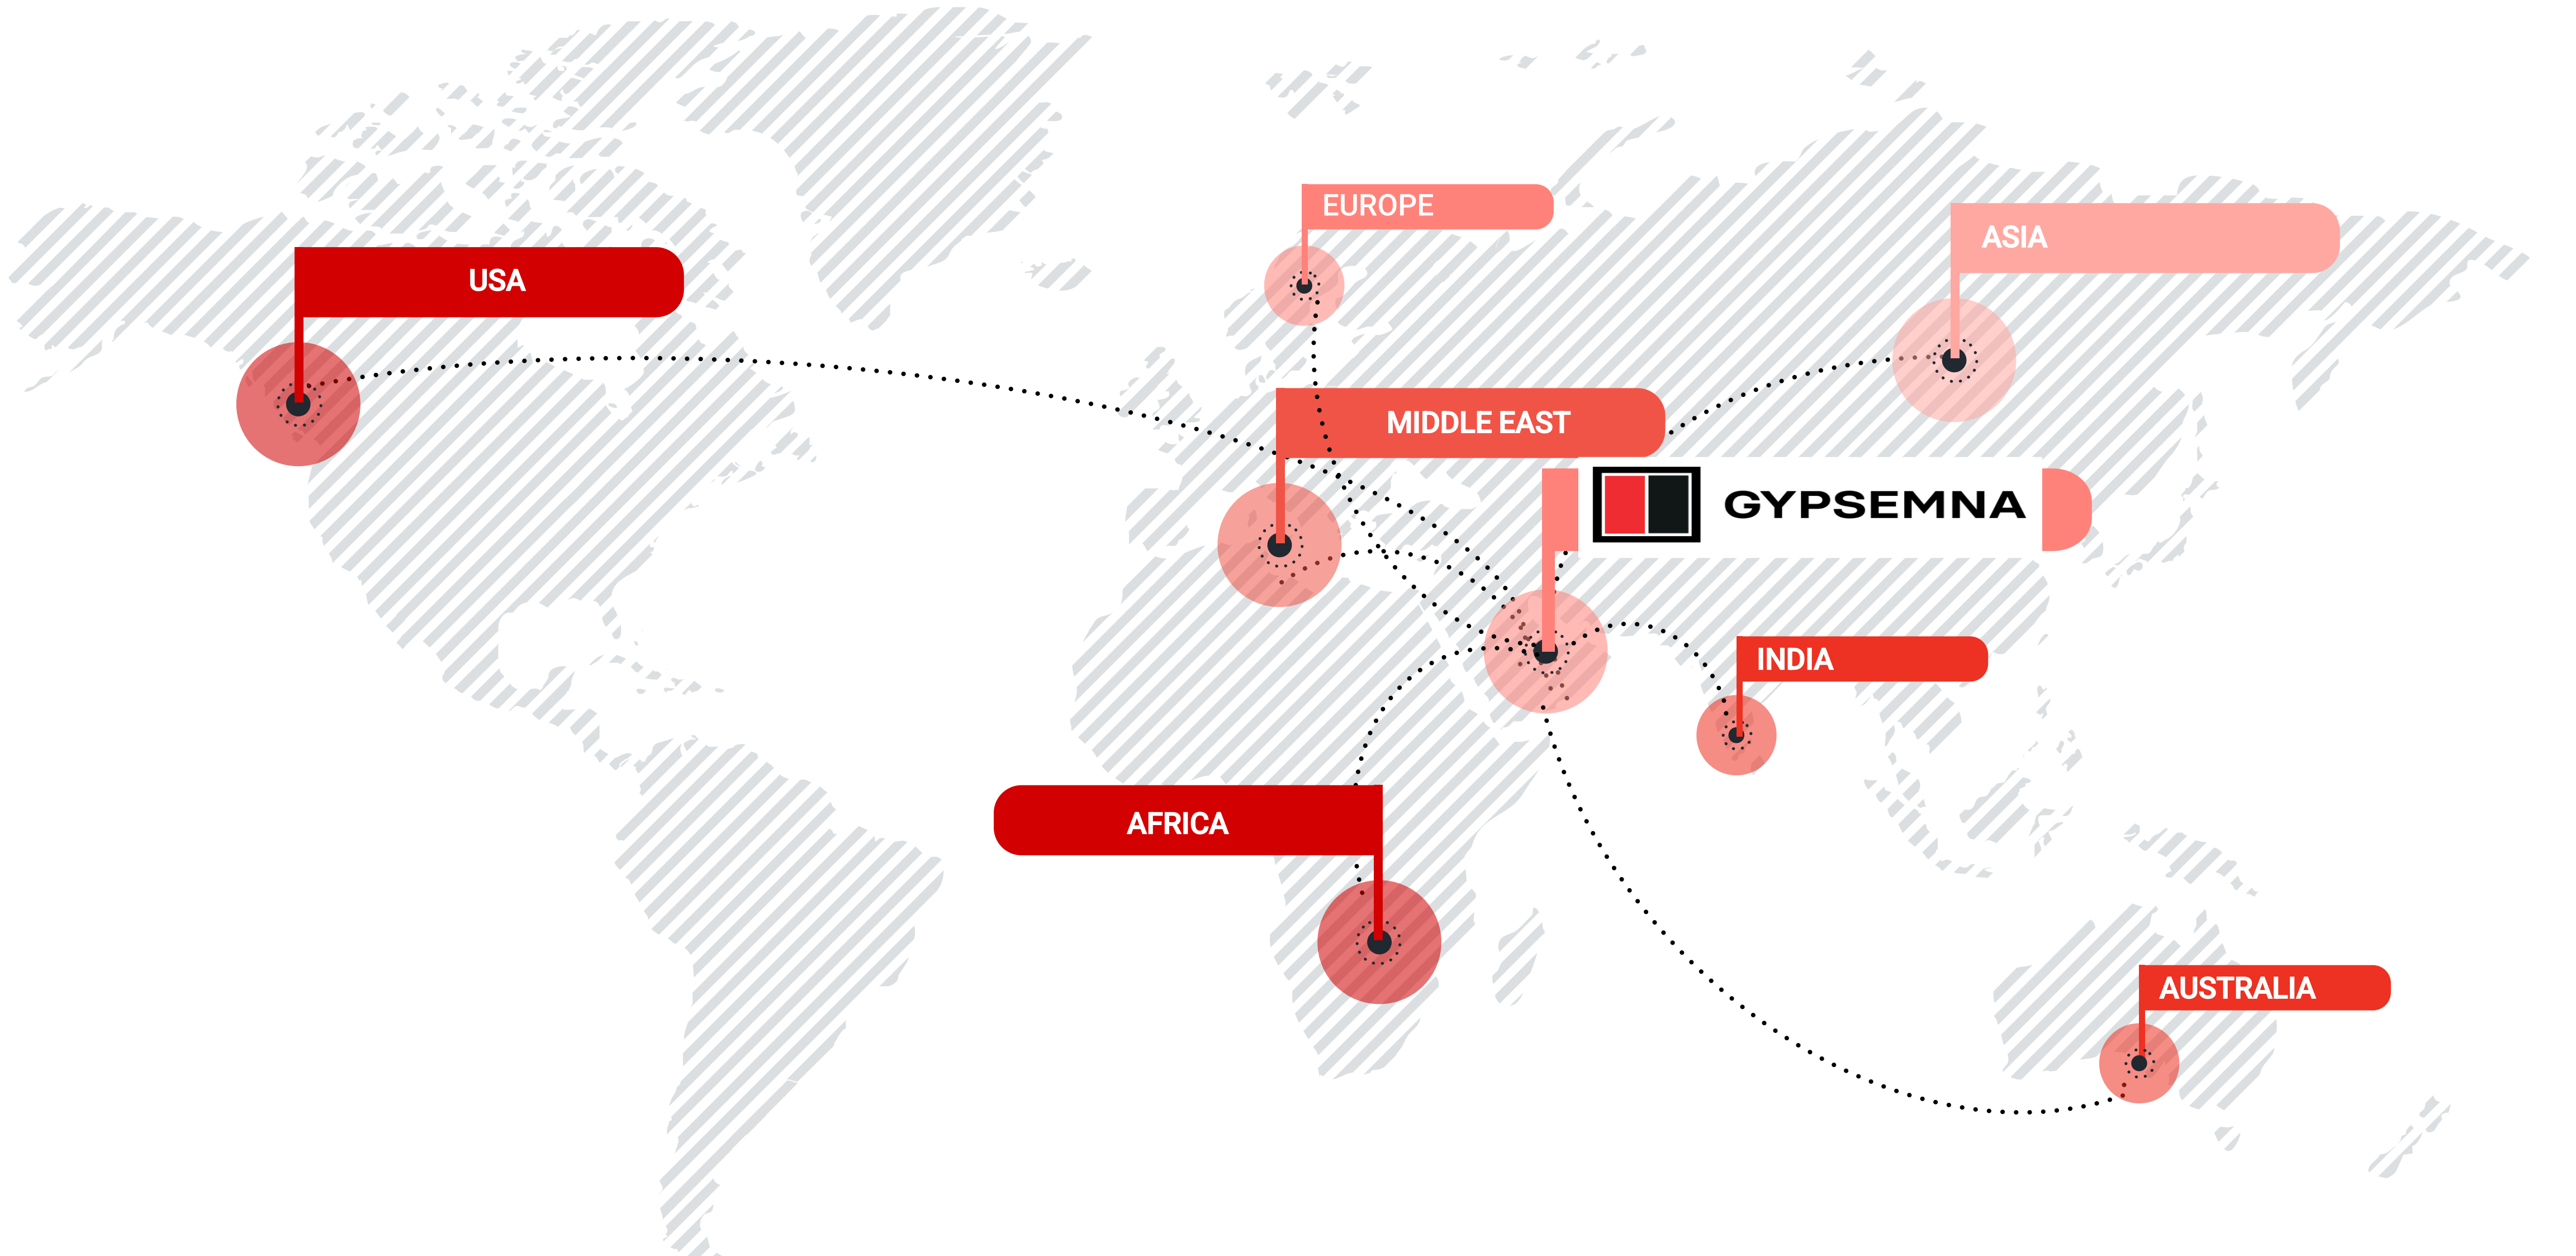 EUROPE
ASIA
USA
MIDDLE EAST
GYPSEMNA
INDIA
AFRICA
AUSTRALIA